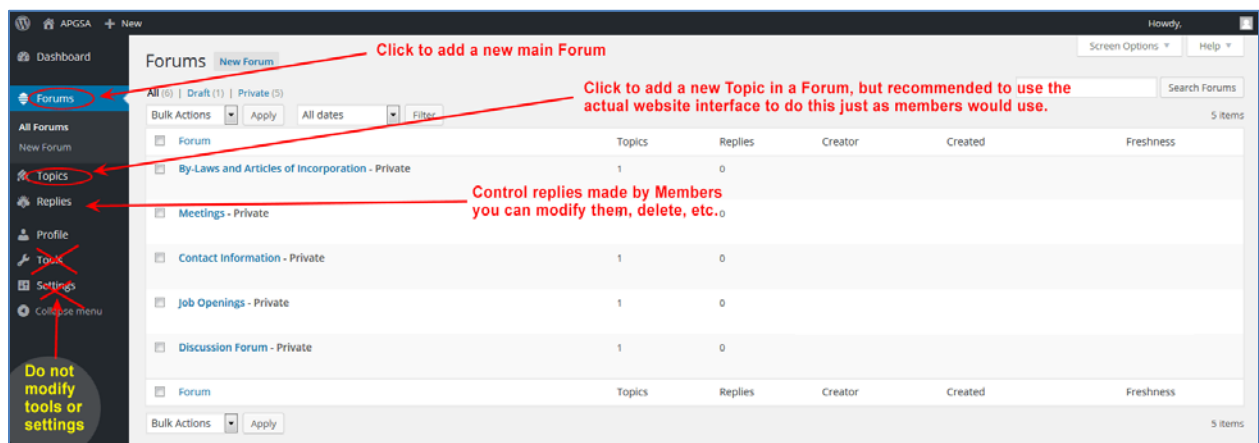 APGSA + New Howdy,
Dashboard
Forums
All Forums
New Forum
Topics
Replies
Profile
Tools
Settings
Collapse menu
Do not
modify
tools or
settings
Screen Options Help
Forums New Forum
Click to add a new main Forum
All (6) | Draft (1) | Private (5)
Click to add a new Topic in a Forum, but recommended to use the
actual website interface to do this just as members would use.
Search Forums
Bulk Actions Apply All dates Filter 5 items
Forum Topics Replies Creator Created Freshness
By-Laws and Articles of Incorporation - Private 1 0
Control replies made by Members
you can modify them, delete, etc.
Meetings - Private 0
Contact Information - Private 1 0
Job Openings - Private 1 0
Discussion Forum - Private 1 0
Forum Topics Replies Creator Created Freshness
Bulk Actions Apply 5 items